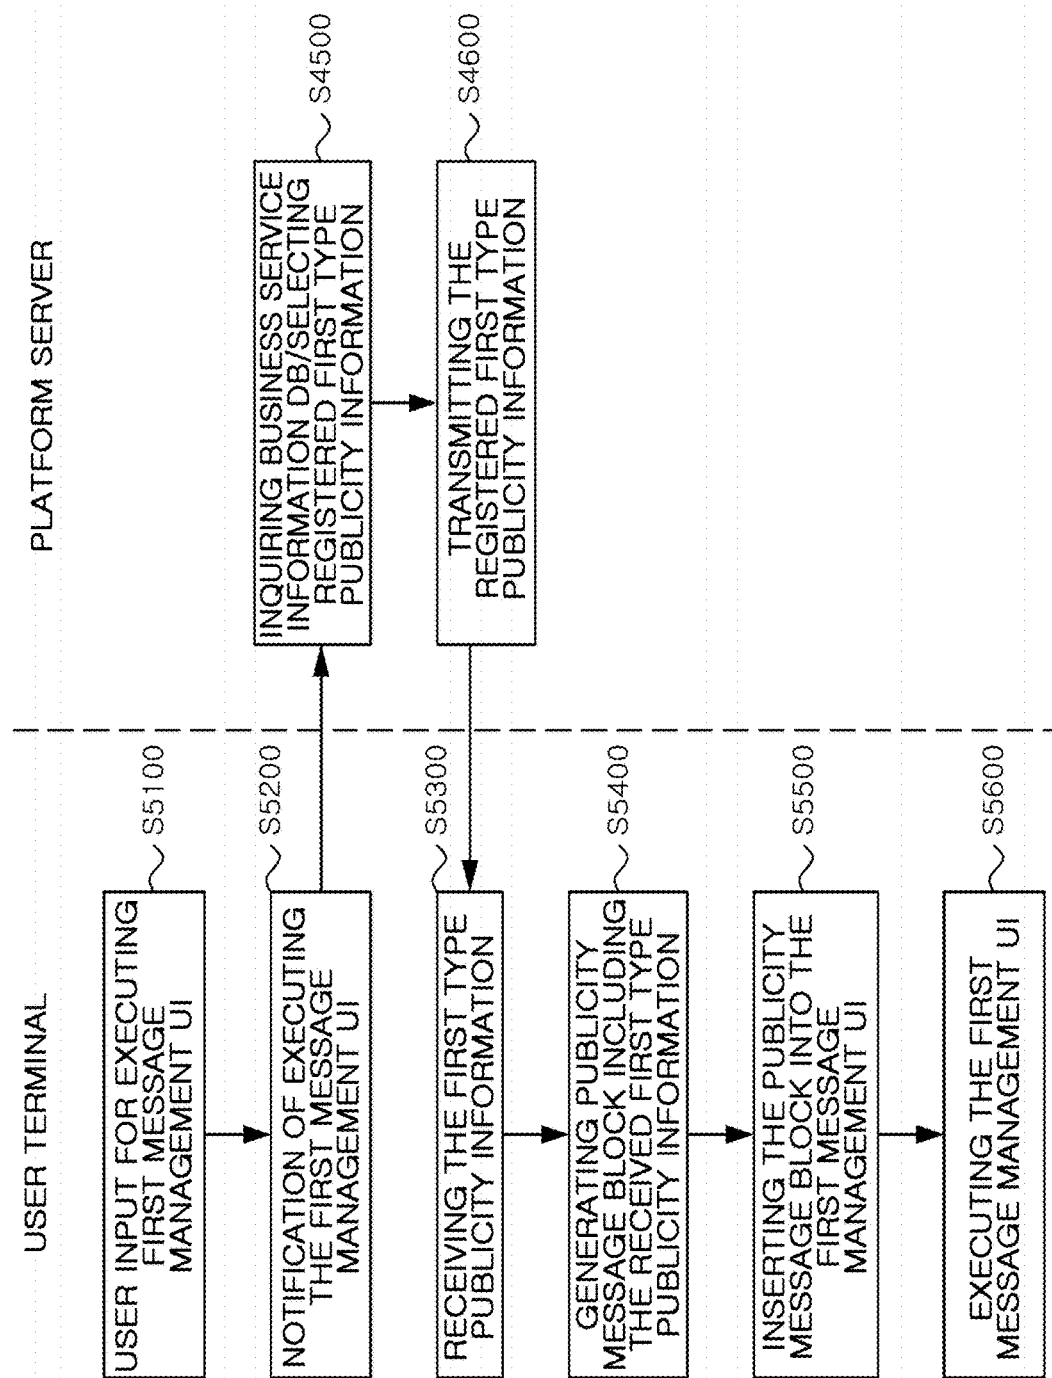 USER TERMINAL
PLATFORM SERVER
USER INPUT FOR EXECUTING
FIRST MESSAGE
MANAGEMENT UI
S5100
NOTIFICATION OF EXECUTING
THE FIRST MESSAGE
MANAGEMENT UI
S5200
INQUIRING BUSINESS SERVICE
INFORMATION DB/SELECTING
REGISTERED FIRST TYPE
PUBLICITY INFORMATION
S4500
TRANSMITTING THE
REGISTERED FIRST TYPE
PUBLICITY INFORMATION
S4600
RECEIVING THE FIRST TYPE
PUBLICITY INFORMATION
S5300
GENERATING PUBLICITY
MESSAGE BLOCK INCLUDING
THE RECEIVED FIRST TYPE
PUBLICITY INFORMATION
S5400
INSERTING THE PUBLICITY
MESSAGE BLOCK INTO THE
FIRST MESSAGE
MANAGEMENT UI
S5500
EXECUTING THE FIRST
MESSAGE MANAGEMENT UI
S5600